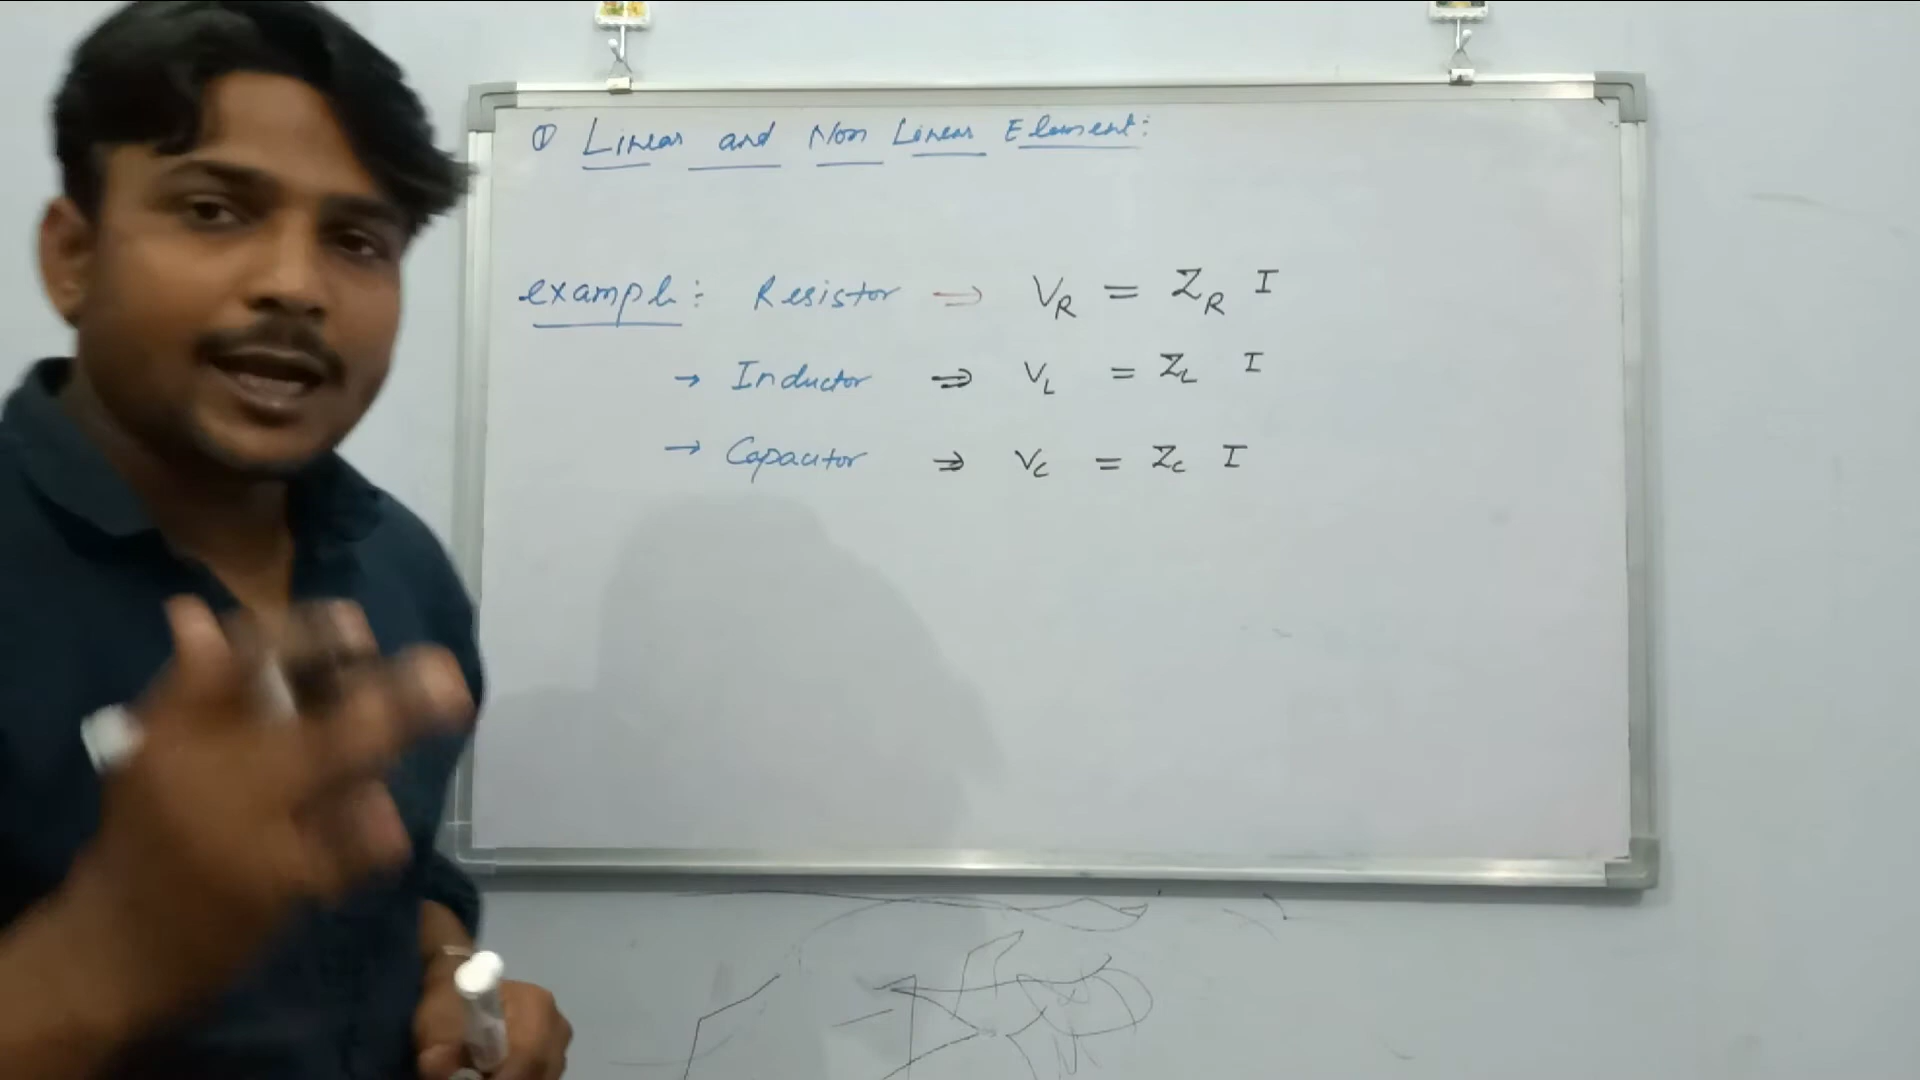 ① Linear and Non Linear Element:
example: Resistor ⇒ V_R = Z_R I
→ Inductor ⇒ V_L = Z_L I
→ Capacitor ⇒ V_C = Z_C I